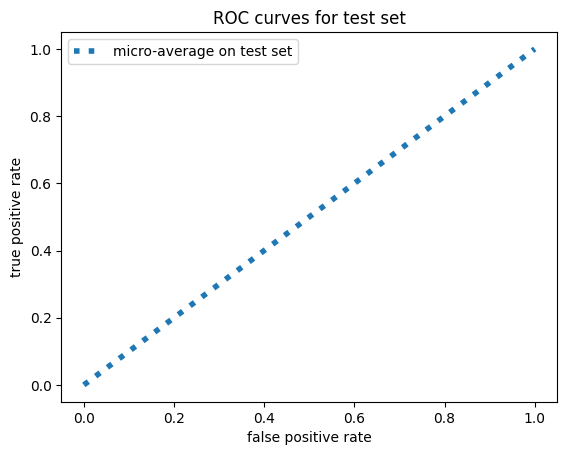 ROC curves for test set
micro-average on test set
true positive rate
1.0
0.8
0.6
0.4
0.2
0.0
0.0 0.2 0.4 0.6 0.8 1.0
false positive rate